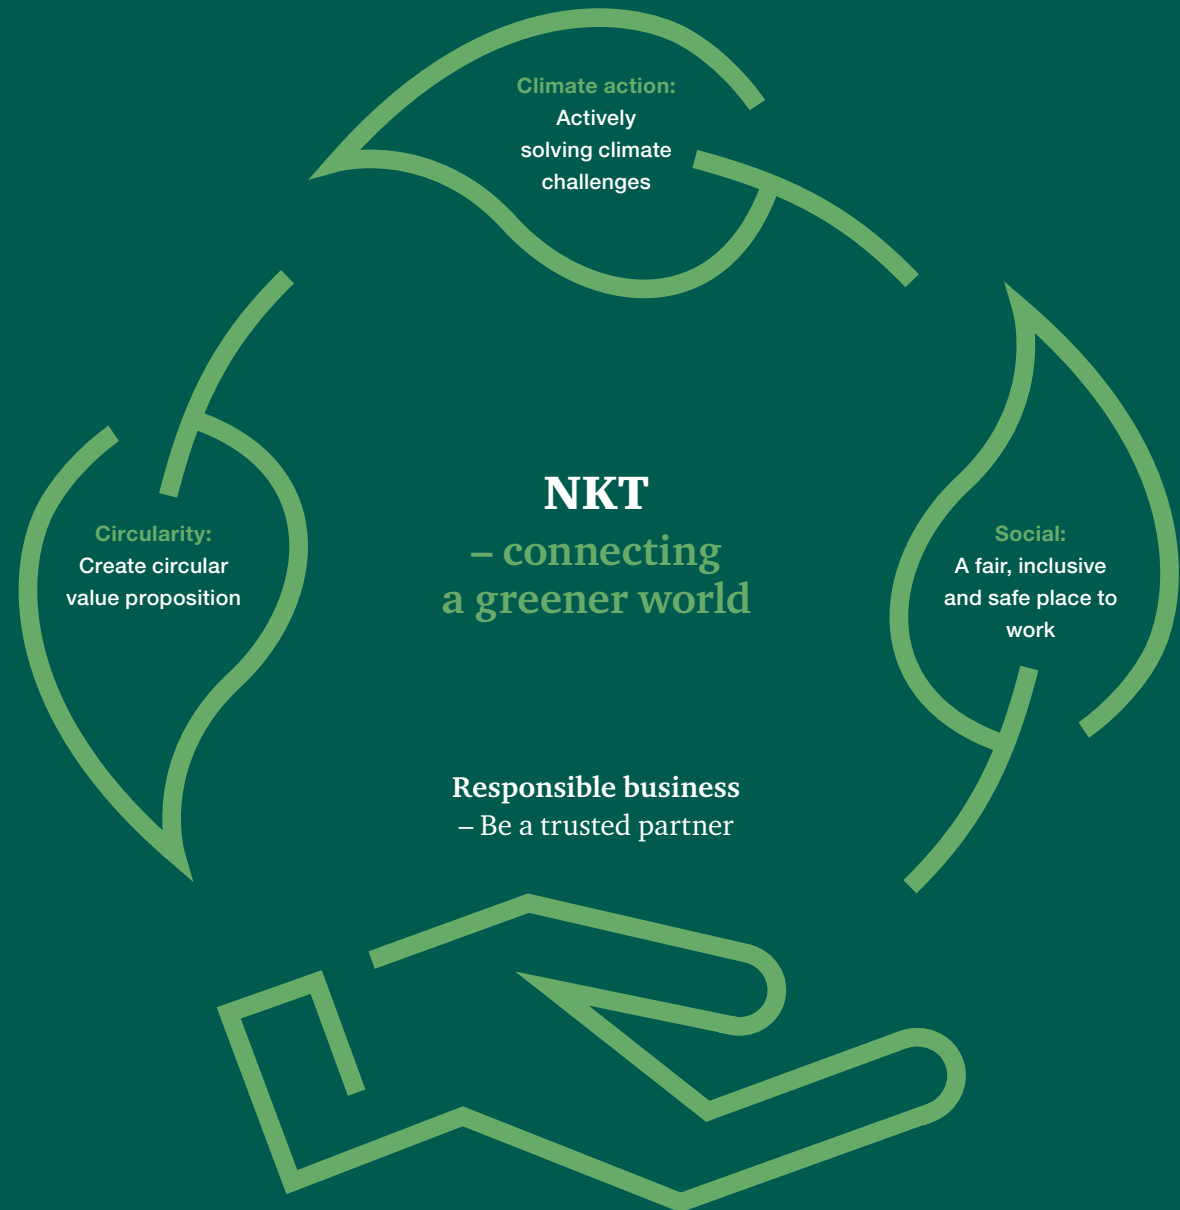 Climate action:
Actively
solving climate
challenges
NKT
– connecting
a greener world
Circularity:
Create circular
value proposition
Social:
A fair, inclusive
and safe place to
work
Responsible business
– Be a trusted partner